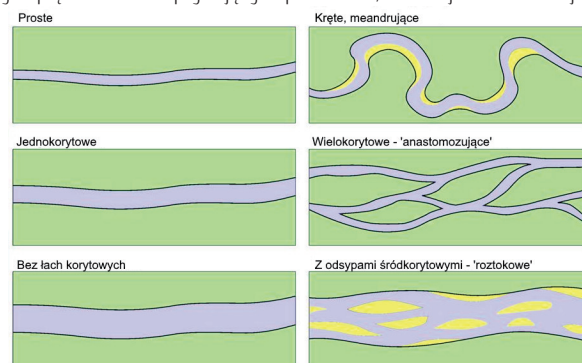 Proste
Kręte, meandrujące
Jednokorytowe
Wielokorytowe - 'anastomozujące'
Bez łach korytowych
Z odsypami śródkorytowymi - 'roztokowe'